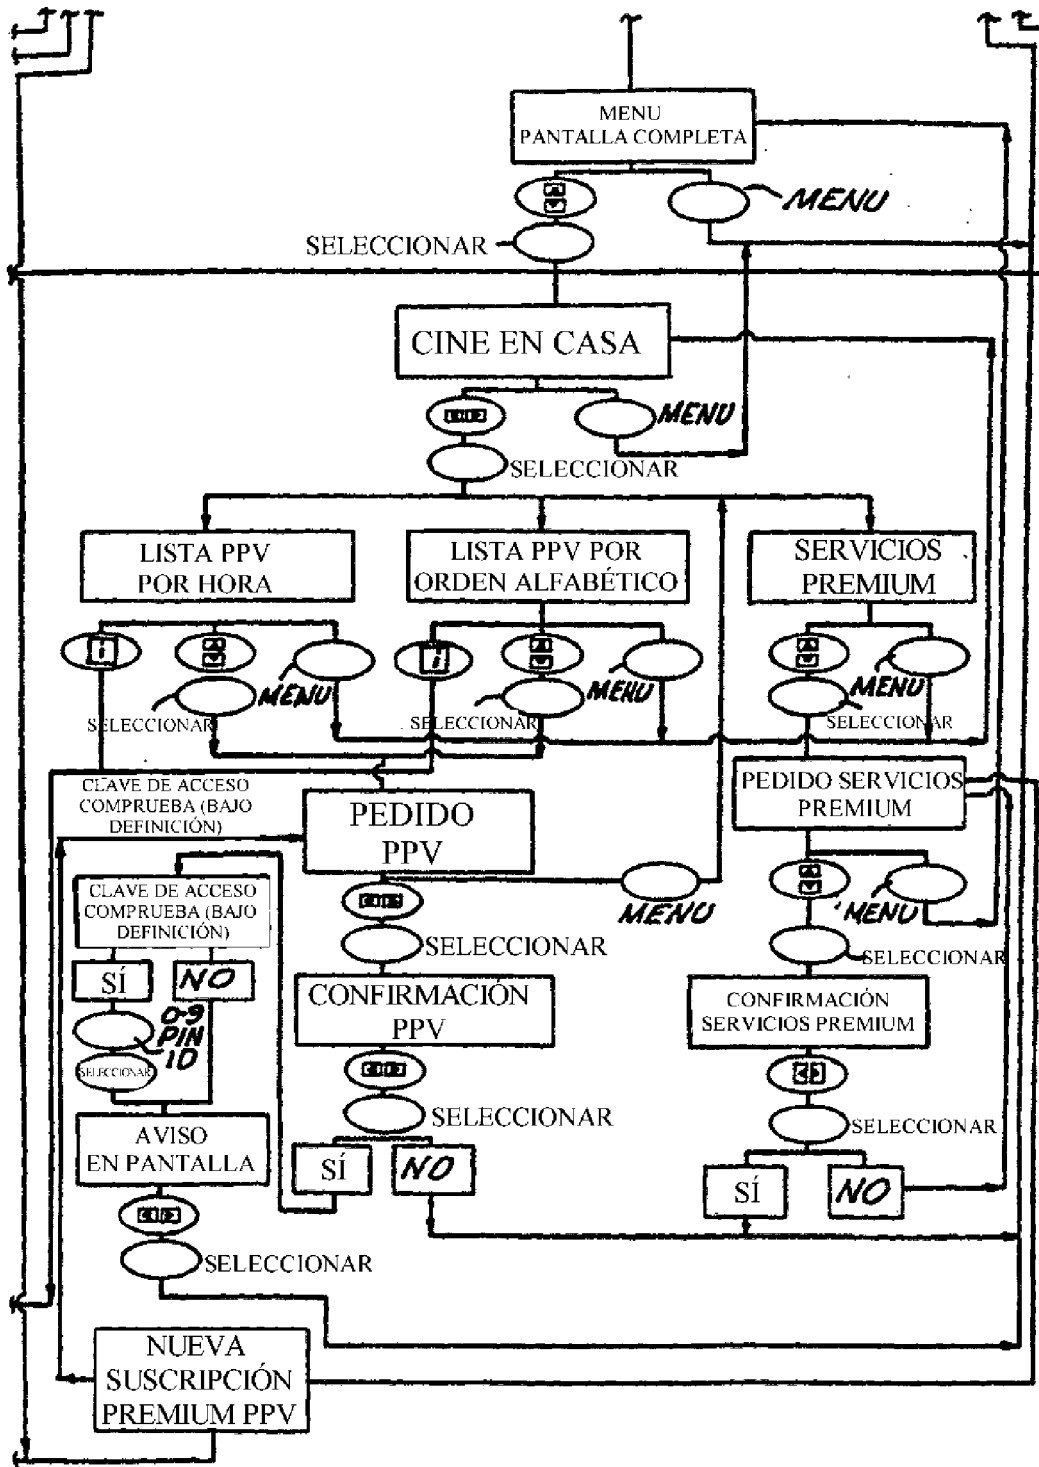 MENU
PANTALLA COMPLETA
MENU
SELECCIONAR
CINE EN CASA
MENU
SELECCIONAR
LISTA PPV
POR HORA
LISTA PPV POR
ORDEN ALFABÉTICO
SERVICIOS
PREMIUM
i
i
MENU
MENU
MENU
SELECCIONAR
SELECCIONAR
SELECCIONAR
CLAVE DE ACCESO
COMPRUEBA (BAJO
DEFINICIÓN)
PEDIDO
PPV
PEDIDO SERVICIOS
PREMIUM
CLAVE DE ACCESO
COMPRUEBA (BAJO
DEFINICIÓN)
MENU
MENU
SELECCIONAR
SELECCIONAR
SÍ
NO
CONFIRMACIÓN
PPV
CONFIRMACIÓN
SERVICIOS PREMIUM
0-9
PIN
ID
SELECCIONAR
SELECCIONAR
SELECCIONAR
AVISO
EN PANTALLA
SÍ
NO
SÍ
NO
SELECCIONAR
NUEVA
SUSCRIPCIÓN
PREMIUM PPV